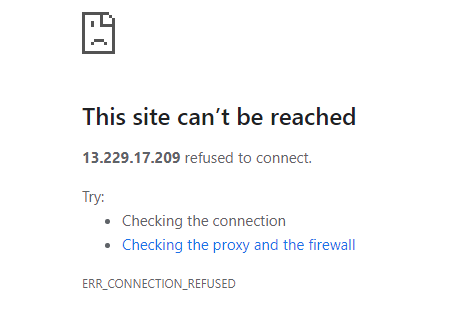 This site can’t be reached
13.229.17.209 refused to connect.
Try:
• Checking the connection
• Checking the proxy and the firewall
ERR_CONNECTION_REFUSED